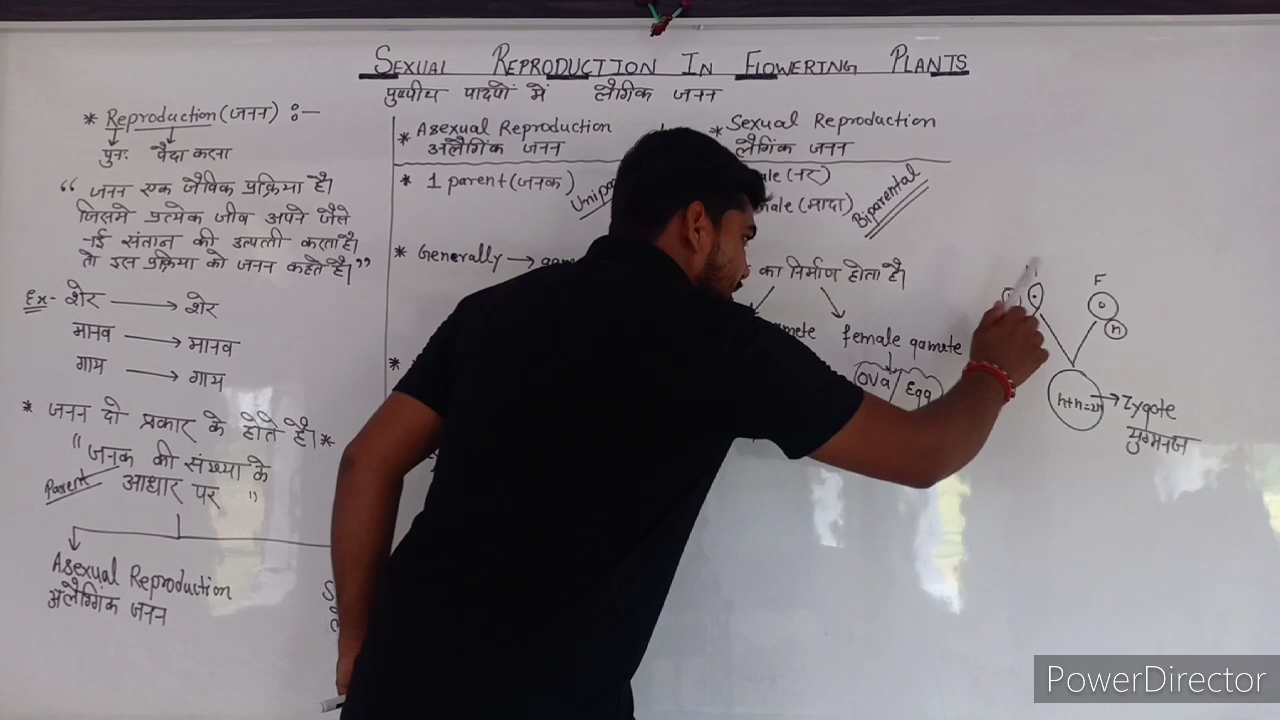 SEXUAL REPRODUCTION IN FLOWERING PLANTS
पुष्पीय पादपों में लैंगिक जनन
* Reproduction (जनन) :-
पुनः पैदा करना
“ जनन एक जैविक प्रक्रिया है।
जिसमे प्रत्येक जीव अपने जैसे
नई संतान की उत्पत्ती करता है।
तो इस प्रक्रिया को जनन कहते है। ”
Ex- शेर → शेर
मानव → मानव
गाय → गाय
* जनन दो प्रकार के होते है। *
“ जनक की संख्या के
Parent आधार पर ”
Asexual Reproduction
अलैंगिक जनन
* Asexual Reproduction
अलैंगिक जनन
* 1 parent (जनक)
* Generally →
* Sexual Reproduction
लैंगिक जनन
(नर)
(मादा) Biparental
का निर्माण होता है।
female gamete
Ova / Egg
F
n
n+n=2n → Zygote
युग्मनज
PowerDirector